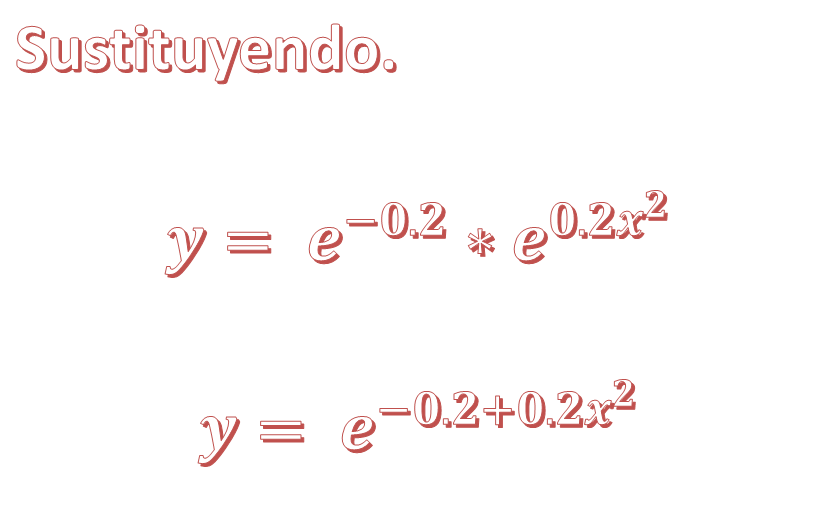 Sustituyendo.
y = e^{-0.2} * e^{0.2x^2}
y = e^{-0.2+0.2x^2}